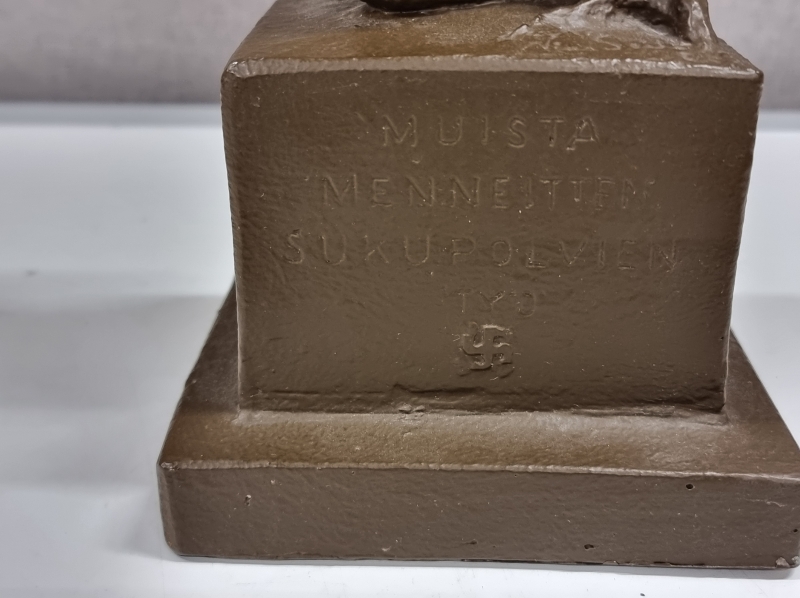 MUISTA
MENNEITTEN
SUKUPOLVIEN
TYÖ